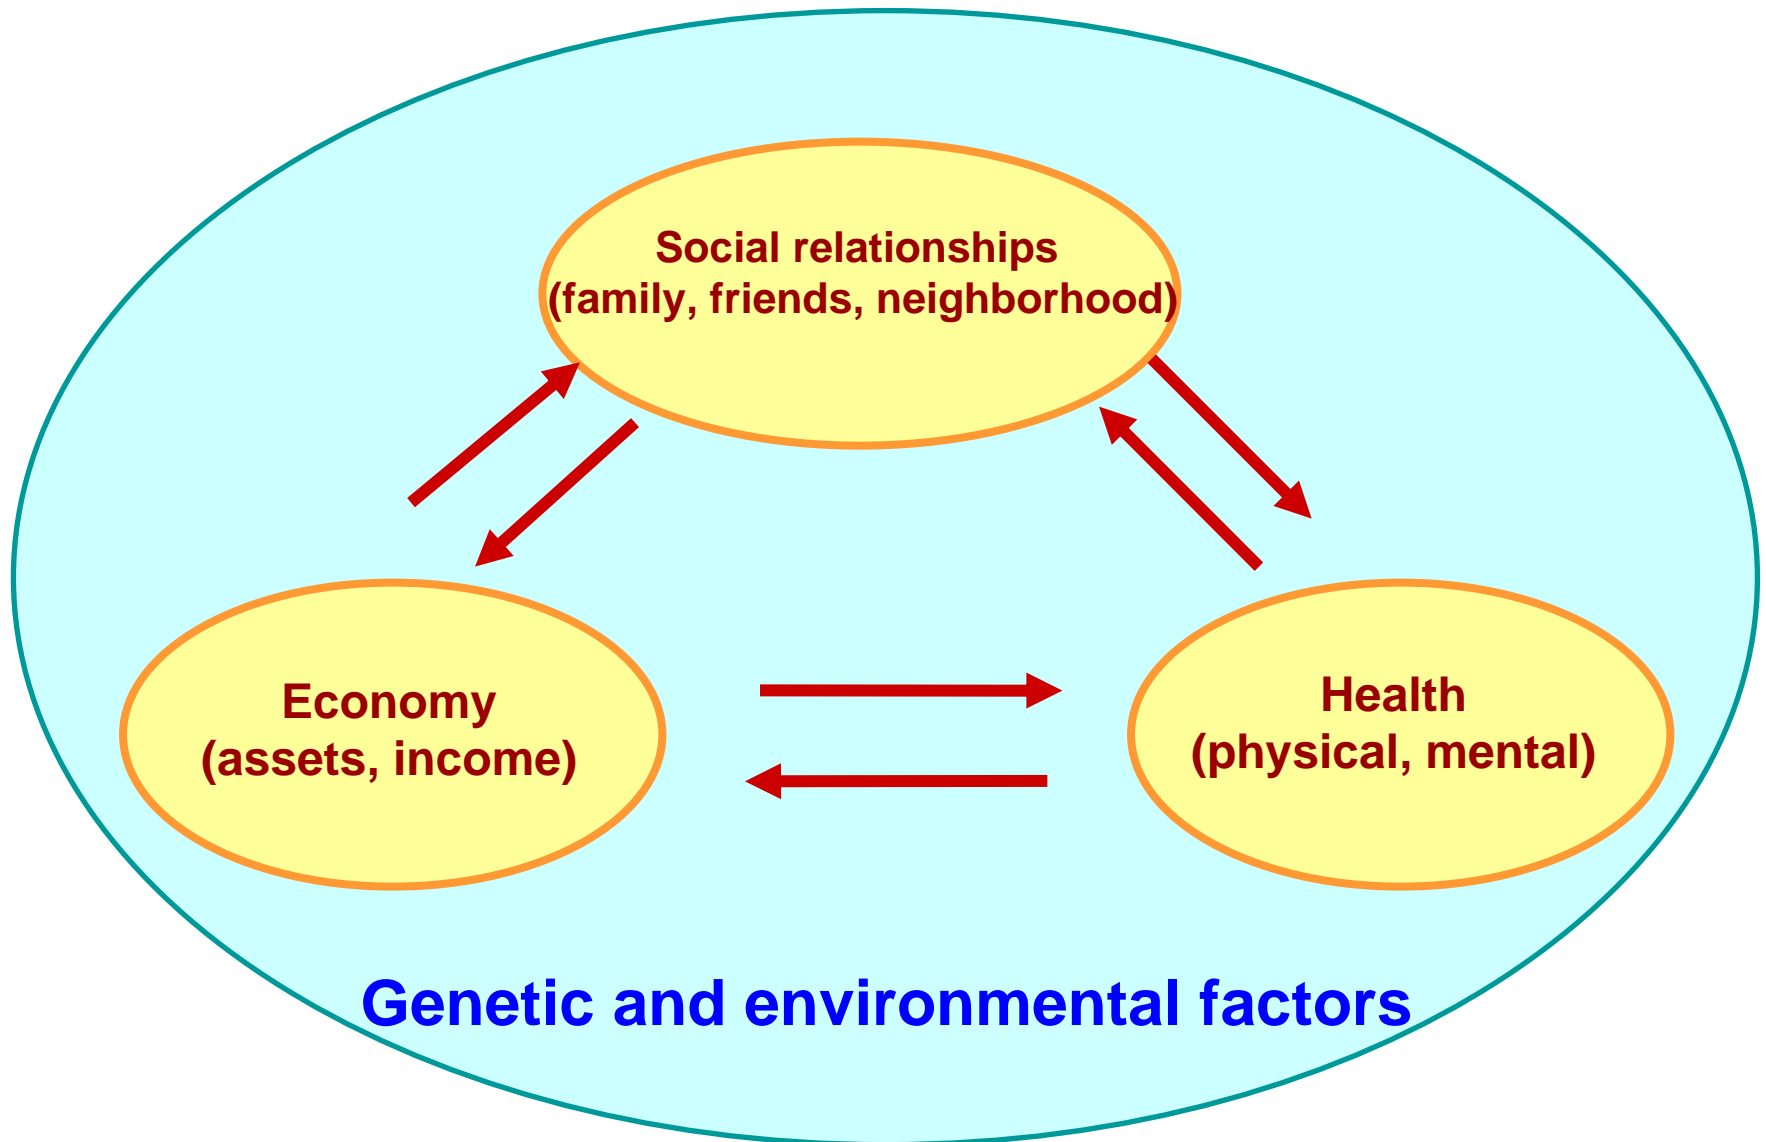 Social relationships
(family, friends, neighborhood)
Economy
(assets, income)
Health
(physical, mental)
Genetic and environmental factors